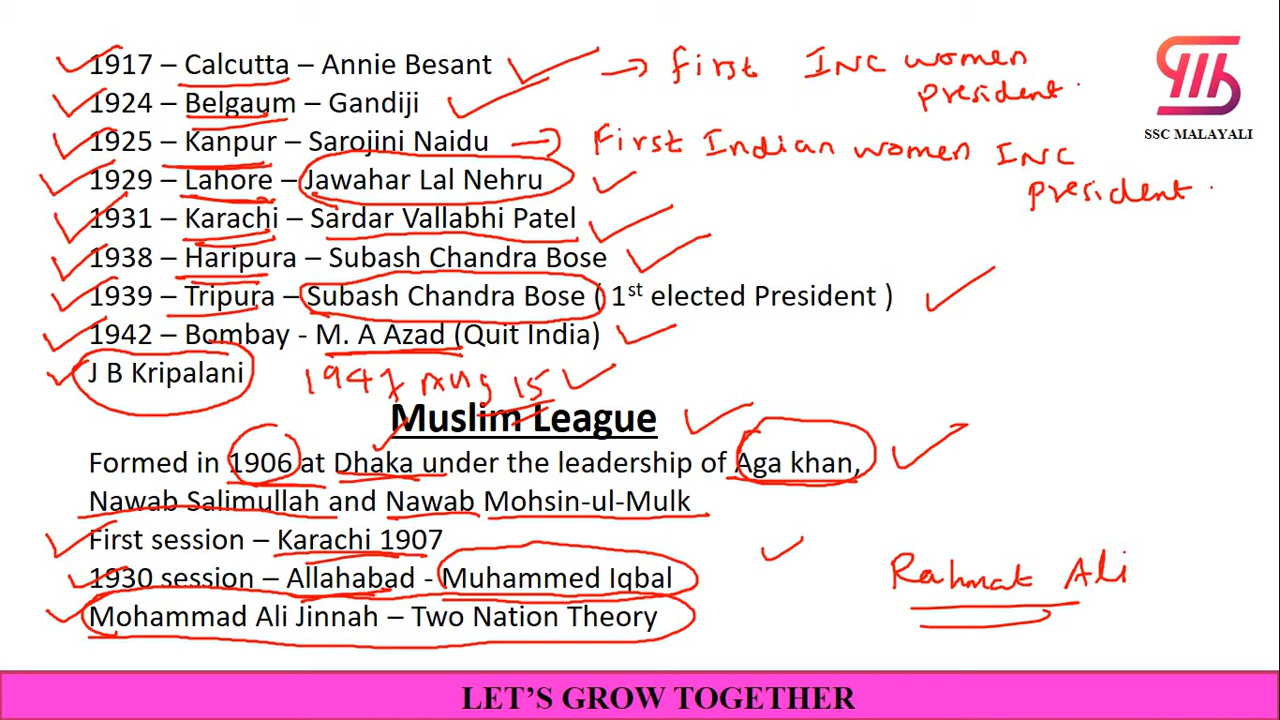 1917 – Calcutta – Annie Besant → first INC women president
1924 – Belgaum – Gandiji
1925 – Kanpur – Sarojini Naidu → First Indian women INC president
1929 – Lahore – Jawahar Lal Nehru
1931 – Karachi – Sardar Vallabhi Patel
1938 – Haripura – Subash Chandra Bose
1939 – Tripura – Subash Chandra Bose ( 1st elected President )
1942 – Bombay - M. A Azad (Quit India)
J B Kripalani 1947 Aug 15
Muslim League
Formed in 1906 at Dhaka under the leadership of Aga khan,
Nawab Salimullah and Nawab Mohsin-ul-Mulk
First session – Karachi 1907
1930 session – Allahabad - Muhammed Iqbal
Rahmat Ali
Mohammad Ali Jinnah – Two Nation Theory
SSC MALAYALI
LET'S GROW TOGETHER